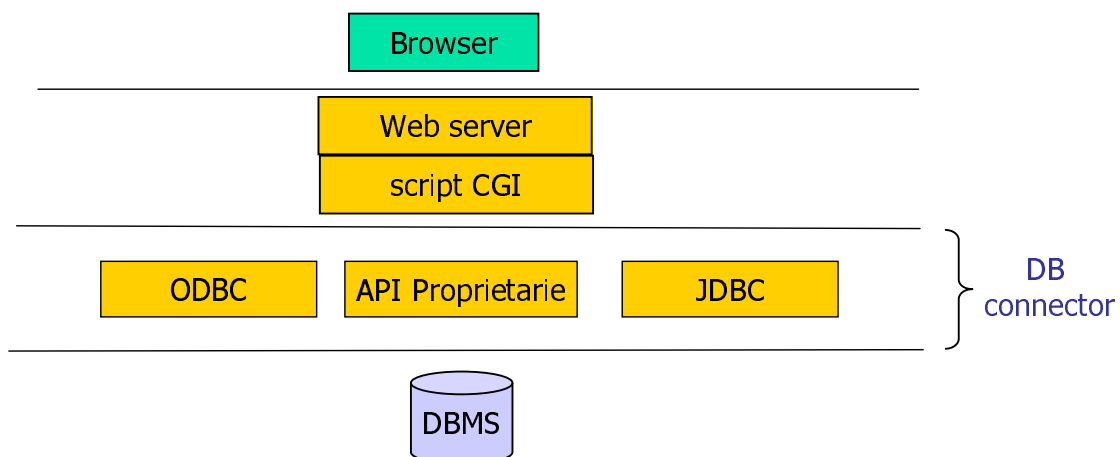 Browser
Web server
script CGI
ODBC
API Proprietarie
JDBC
DB
connector
DBMS